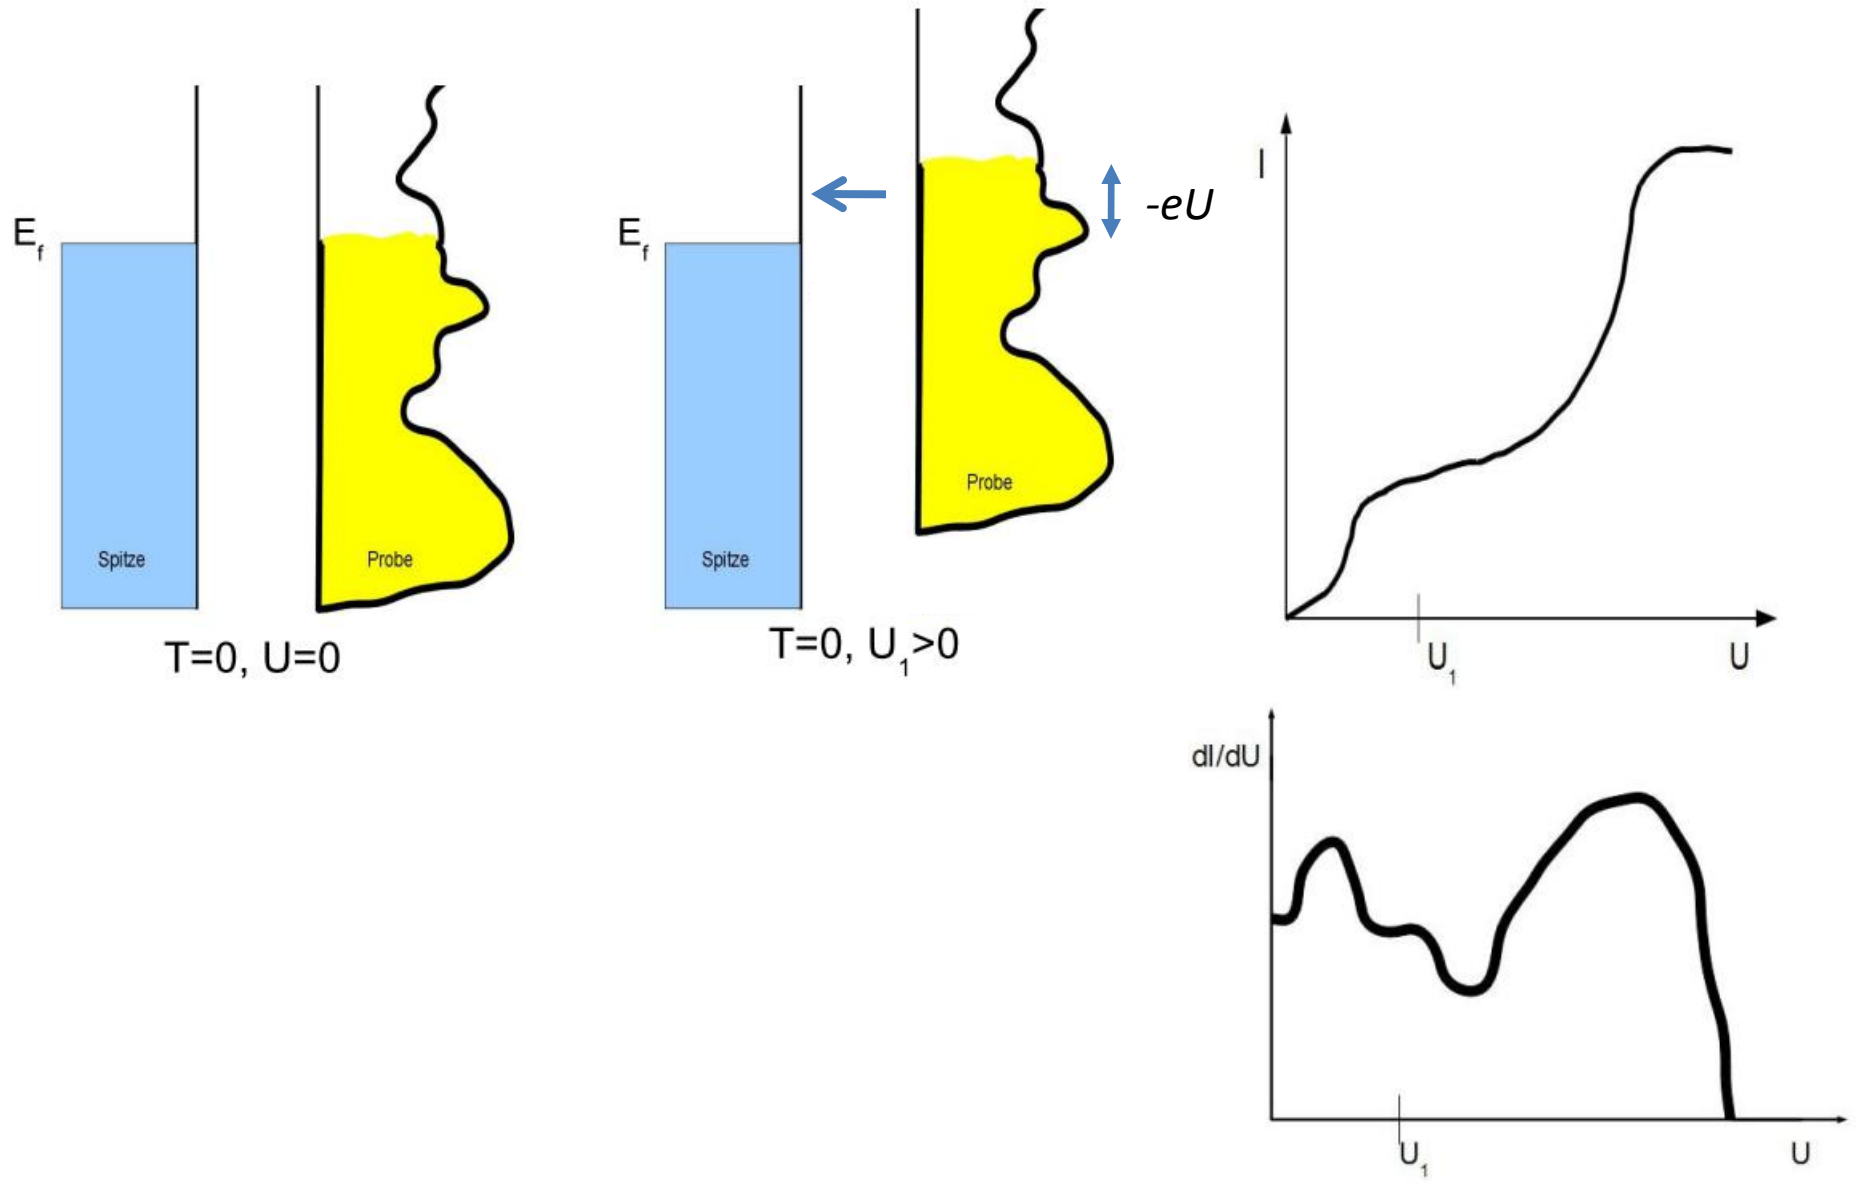 E_f
Spitze
Probe
T=0, U=0
E_f
-eU
Spitze
Probe
T=0, U_1>0
I
U_1
U
dI/dU
U_1
U